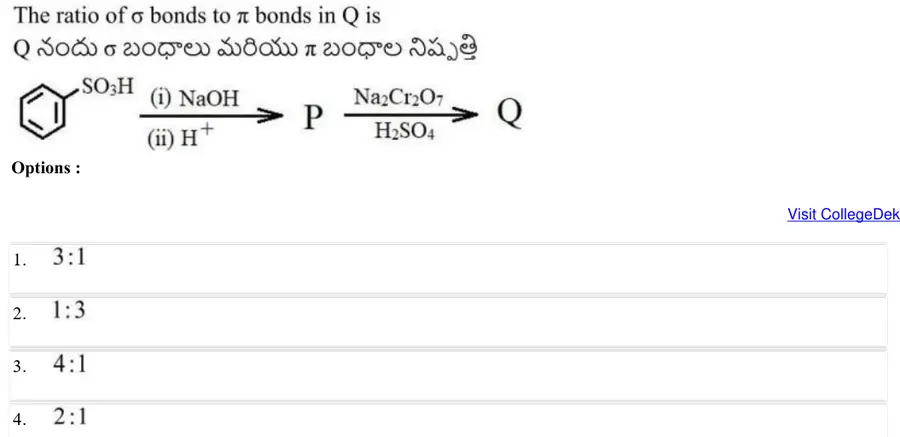 The ratio of σ bonds to π bonds in Q is
Q నందు σ బంధాలు మరియు π బంధాల నిష్పత్తి
SO₃H (i) NaOH (ii) H⁺ P Na₂Cr₂O₇ H₂SO₄ Q
Options :
Visit CollegeDek
1. 3:1
2. 1:3
3. 4:1
4. 2:1